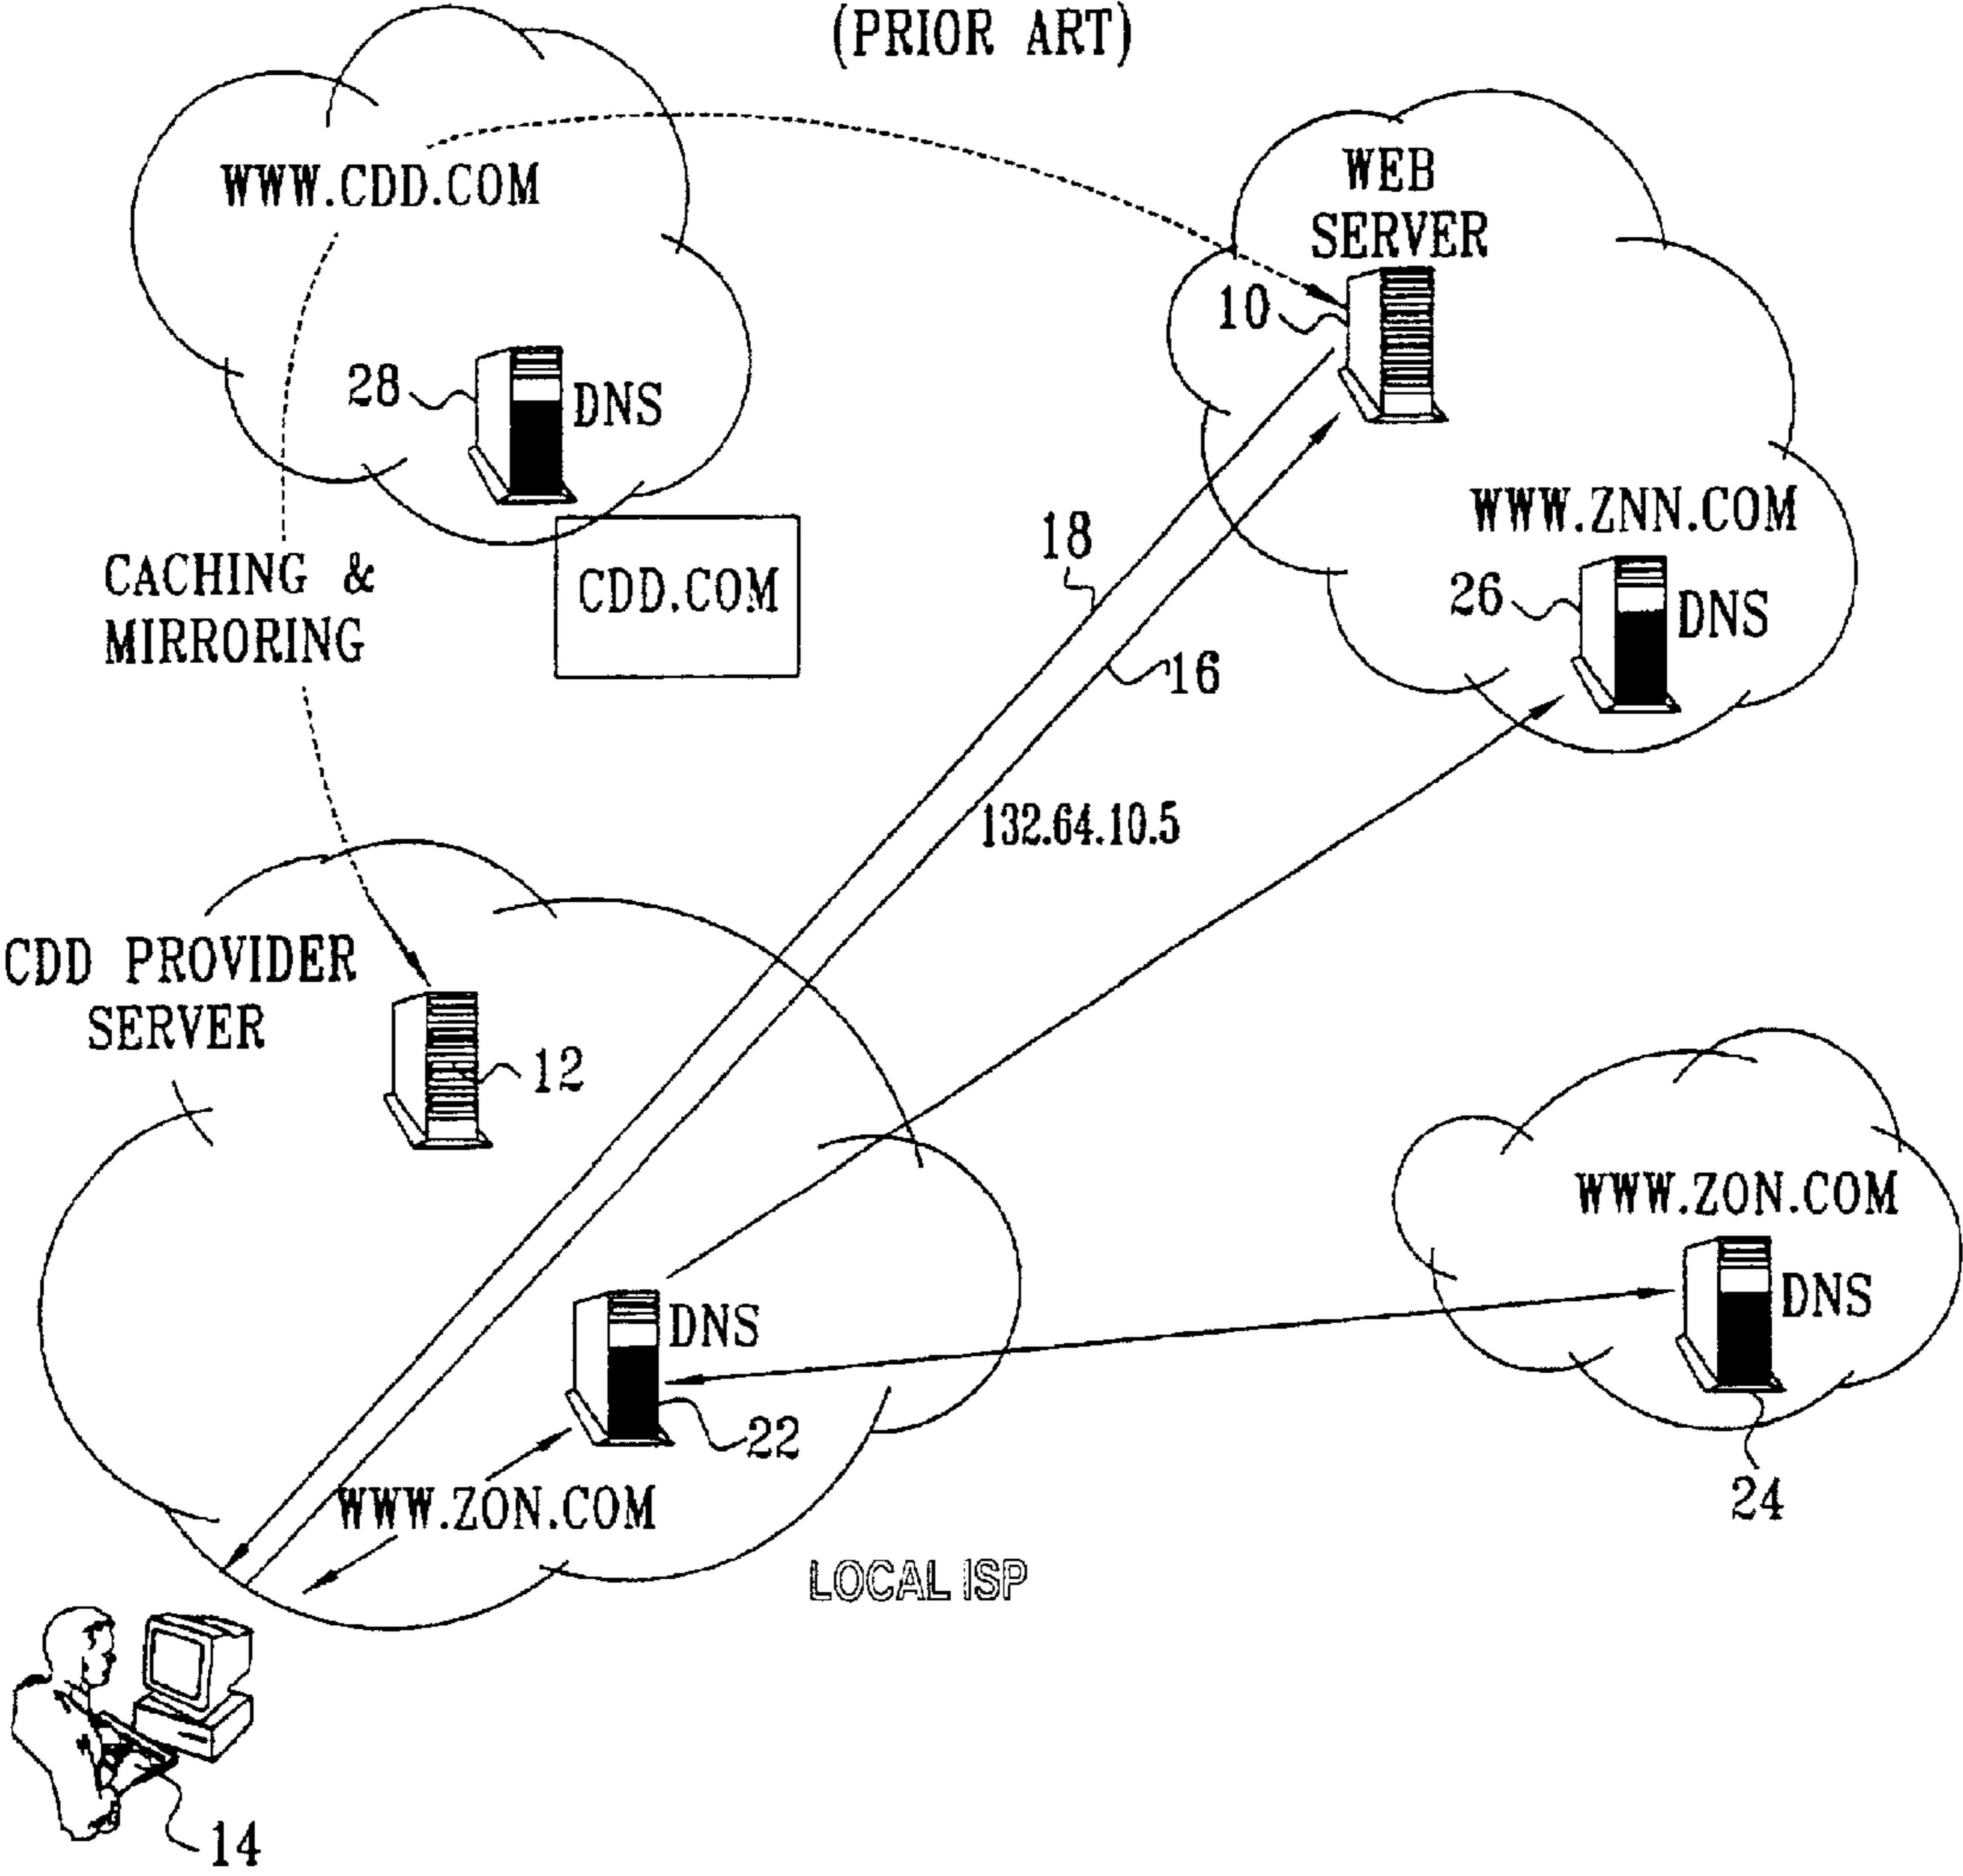 (PRIOR ART)
WWW.CDD.COM
WEB
SERVER
10
28
DNS
WWW.ZNN.COM
18
CACHING &
MIRRORING
CDD.COM
26
DNS
16
132.64.10.5
CDD PROVIDER
SERVER
12
WWW.ZON.COM
DNS
DNS
22
WWW.ZON.COM
24
LOCAL ISP
14